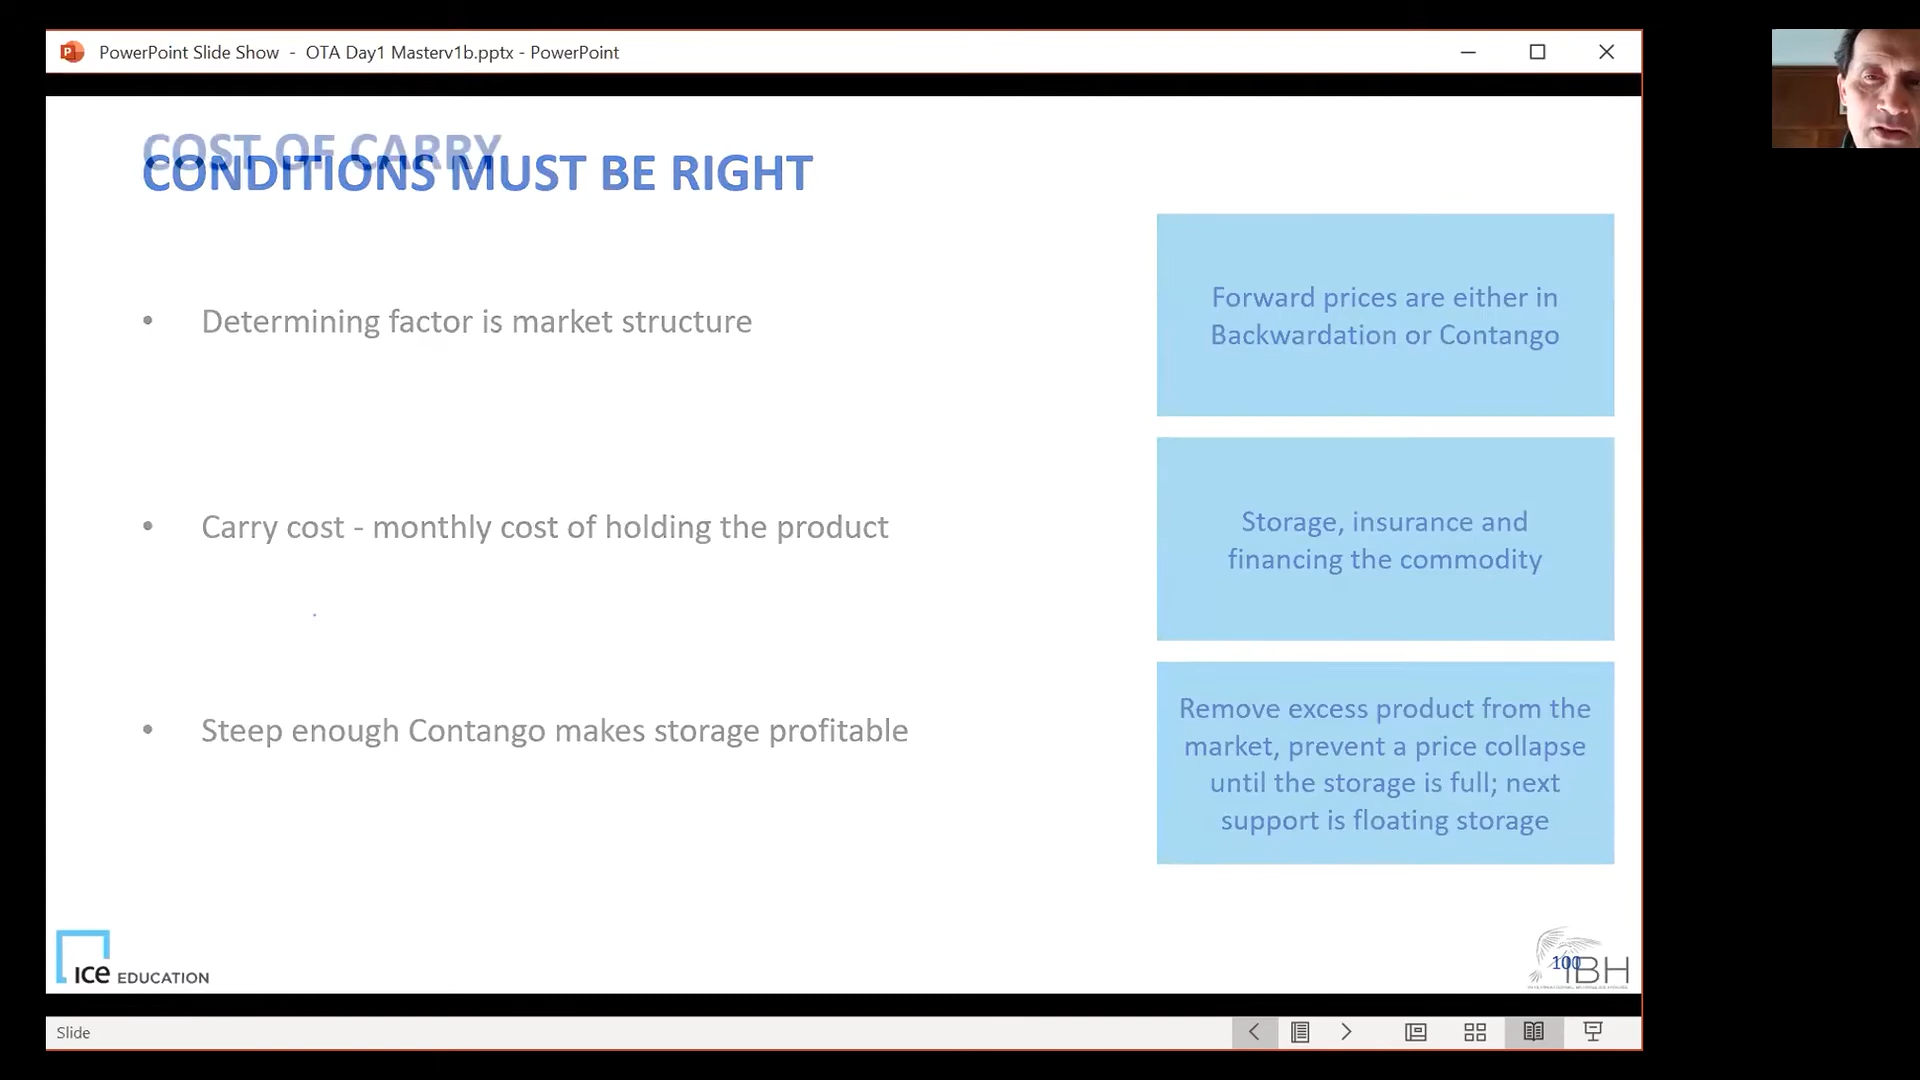 PowerPoint Slide Show - OTA Day1 Masterv1b.pptx - PowerPoint
COST OF CARRY
CONDITIONS MUST BE RIGHT
• Determining factor is market structure
Forward prices are either in
Backwardation or Contango
• Carry cost - monthly cost of holding the product
Storage, insurance and
financing the commodity
• Steep enough Contango makes storage profitable
Remove excess product from the
market, prevent a price collapse
until the storage is full; next
support is floating storage
ice EDUCATION
100
IBH
Slide